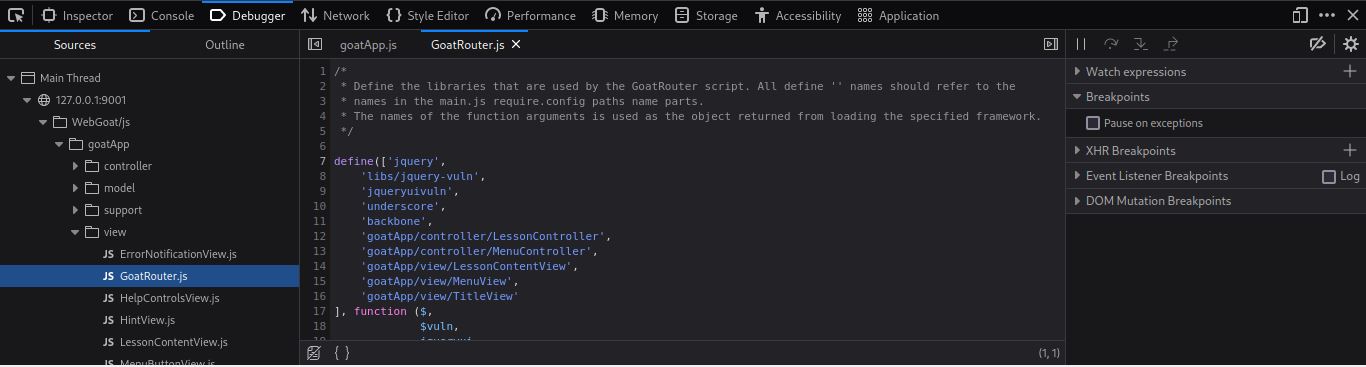 Inspector Console Debugger Network Style Editor Performance Memory Storage Accessibility Application
Sources Outline
Main Thread
127.0.0.1:9001
WebGoat/js
goatApp
controller
model
support
view
JS ErrorNotificationView.js
JS GoatRouter.js
JS HelpControlsView.js
JS HintView.js
JS LessonContentView.js
JS MenuButtonView.js
goatApp.js GoatRouter.js
1 /*
2 * Define the libraries that are used by the GoatRouter script. All define '' names should refer to the
3 * names in the main.js require.config paths name parts.
4 * The names of the function arguments is used as the object returned from loading the specified framework.
5 */
6
7 define(['jquery',
8 'libs/jquery-vuln',
9 'jqueryuivuln',
10 'underscore',
11 'backbone',
12 'goatApp/controller/LessonController',
13 'goatApp/controller/MenuController',
14 'goatApp/view/LessonContentView',
15 'goatApp/view/MenuView',
16 'goatApp/view/TitleView'
17 ], function ($,
18 $vuln,
19 jqueryui,
{ } (1, 1)
Watch expressions
Breakpoints
Pause on exceptions
XHR Breakpoints
Event Listener Breakpoints Log
DOM Mutation Breakpoints